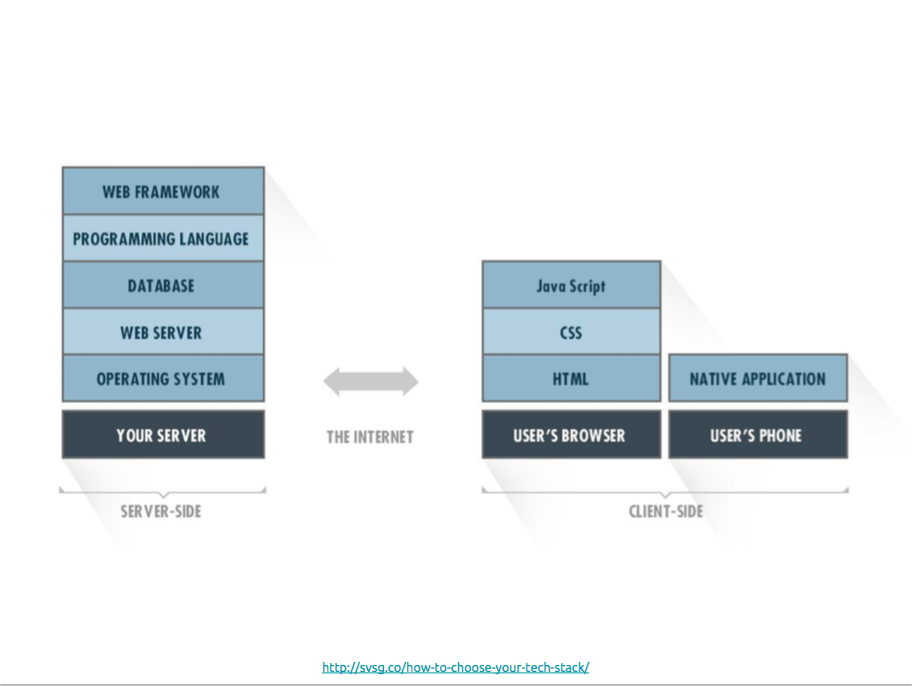 WEB FRAMEWORK
PROGRAMMING LANGUAGE
DATABASE
WEB SERVER
OPERATING SYSTEM
YOUR SERVER
SERVER-SIDE
THE INTERNET
Java Script
CSS
HTML
USER'S BROWSER
NATIVE APPLICATION
USER'S PHONE
CLIENT-SIDE
http://svsg.co/how-to-choose-your-tech-stack/